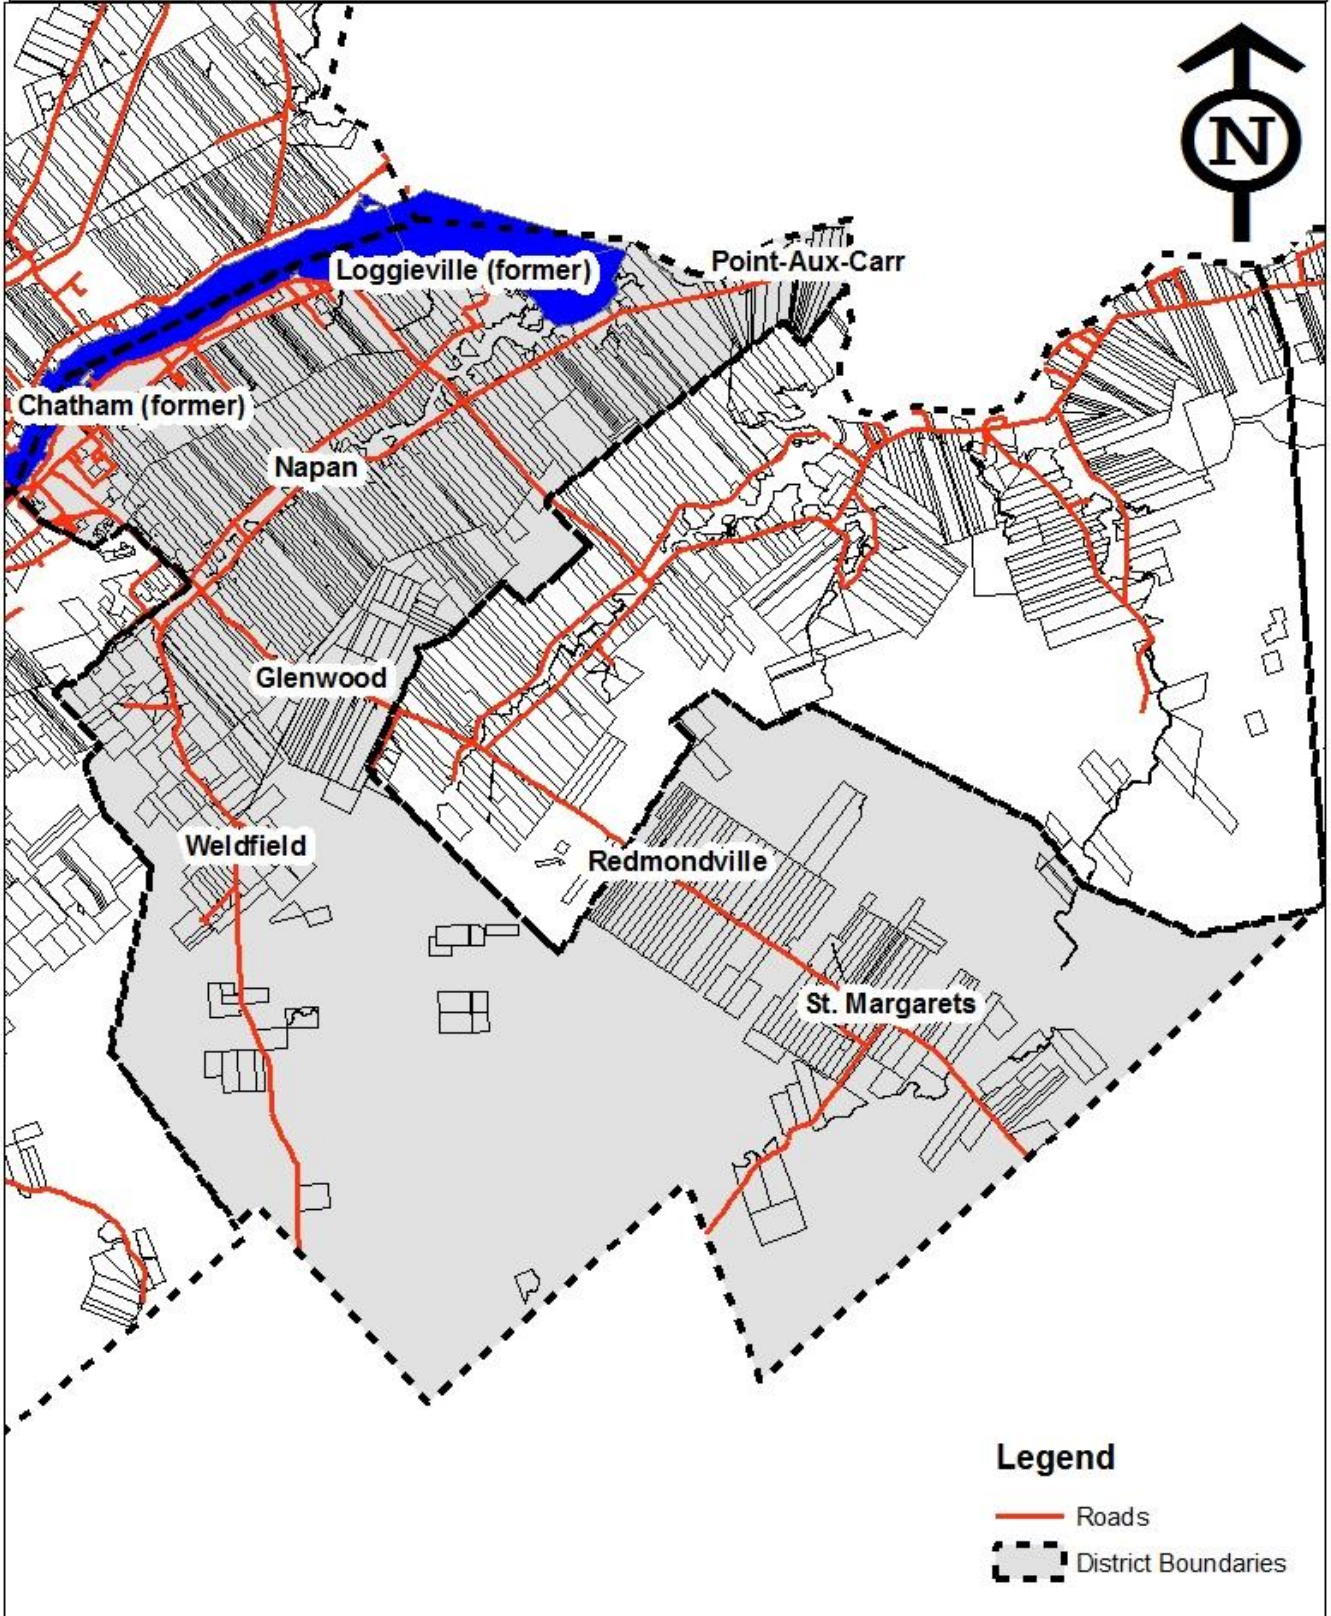 N
Point-Aux-Carr
Loggieville (former)
Chatham (former)
Napan
Glenwood
Weldfield
Redmondville
St. Margarets
Legend
Roads
District Boundaries